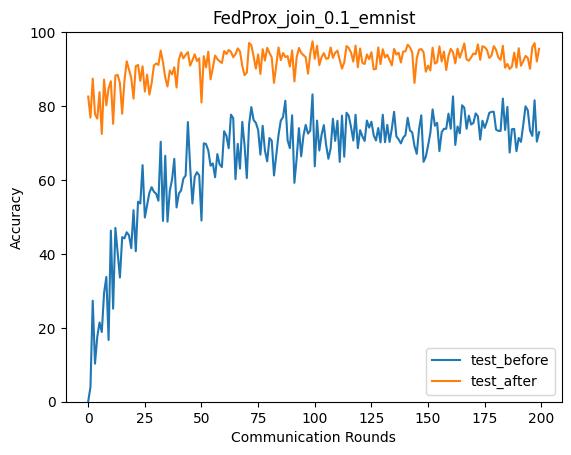 FedProx_join_0.1_emnist
100
80
60
40
20
0
Accuracy
0 25 50 75 100 125 150 175 200
Communication Rounds
test_before
test_after